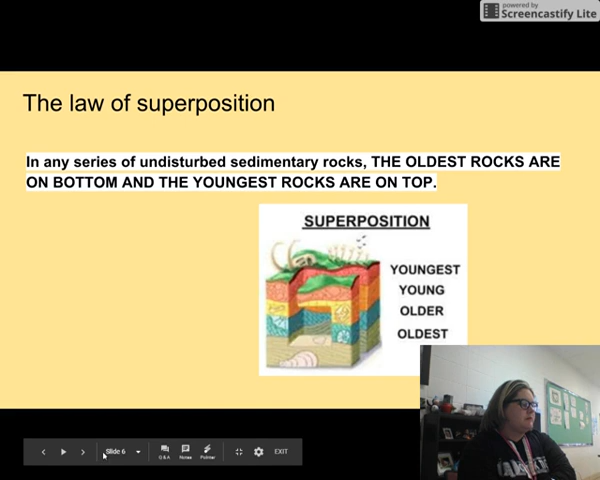 powered by
Screencastify Lite
The law of superposition
In any series of undisturbed sedimentary rocks, THE OLDEST ROCKS ARE
ON BOTTOM AND THE YOUNGEST ROCKS ARE ON TOP.
SUPERPOSITION
YOUNGEST
YOUNG
OLDER
OLDEST
Slide 6
Q & A
Notes
Pointer
EXIT